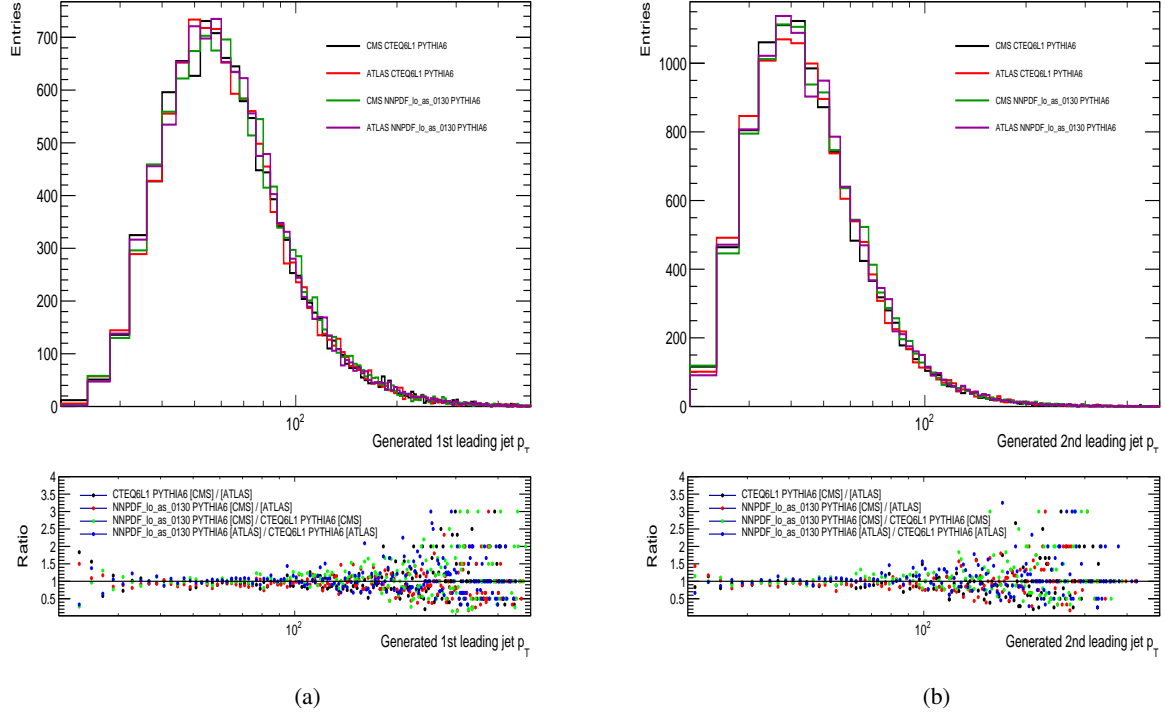 Entries
700
600
500
400
300
200
100
0
CMS CTEQ6L1 PYTHIA6
ATLAS CTEQ6L1 PYTHIA6
CMS NNPDF_lo_as_0130 PYTHIA6
ATLAS NNPDF_lo_as_0130 PYTHIA6
10²
Generated 1st leading jet p_T
Ratio
4
3.5
3
2.5
2
1.5
1
0.5
CTEQ6L1 PYTHIA6 [CMS] / [ATLAS]
NNPDF_lo_as_0130 PYTHIA6 [CMS] / [ATLAS]
NNPDF_lo_as_0130 PYTHIA6 [CMS] / CTEQ6L1 PYTHIA6 [CMS]
NNPDF_lo_as_0130 PYTHIA6 [ATLAS] / CTEQ6L1 PYTHIA6 [ATLAS]
10²
Generated 1st leading jet p_T
(a)
Entries
1000
800
600
400
200
0
CMS CTEQ6L1 PYTHIA6
ATLAS CTEQ6L1 PYTHIA6
CMS NNPDF_lo_as_0130 PYTHIA6
ATLAS NNPDF_lo_as_0130 PYTHIA6
10²
Generated 2nd leading jet p_T
Ratio
4
3.5
3
2.5
2
1.5
1
0.5
CTEQ6L1 PYTHIA6 [CMS] / [ATLAS]
NNPDF_lo_as_0130 PYTHIA6 [CMS] / [ATLAS]
NNPDF_lo_as_0130 PYTHIA6 [CMS] / CTEQ6L1 PYTHIA6 [CMS]
NNPDF_lo_as_0130 PYTHIA6 [ATLAS] / CTEQ6L1 PYTHIA6 [ATLAS]
10²
Generated 2nd leading jet p_T
(b)